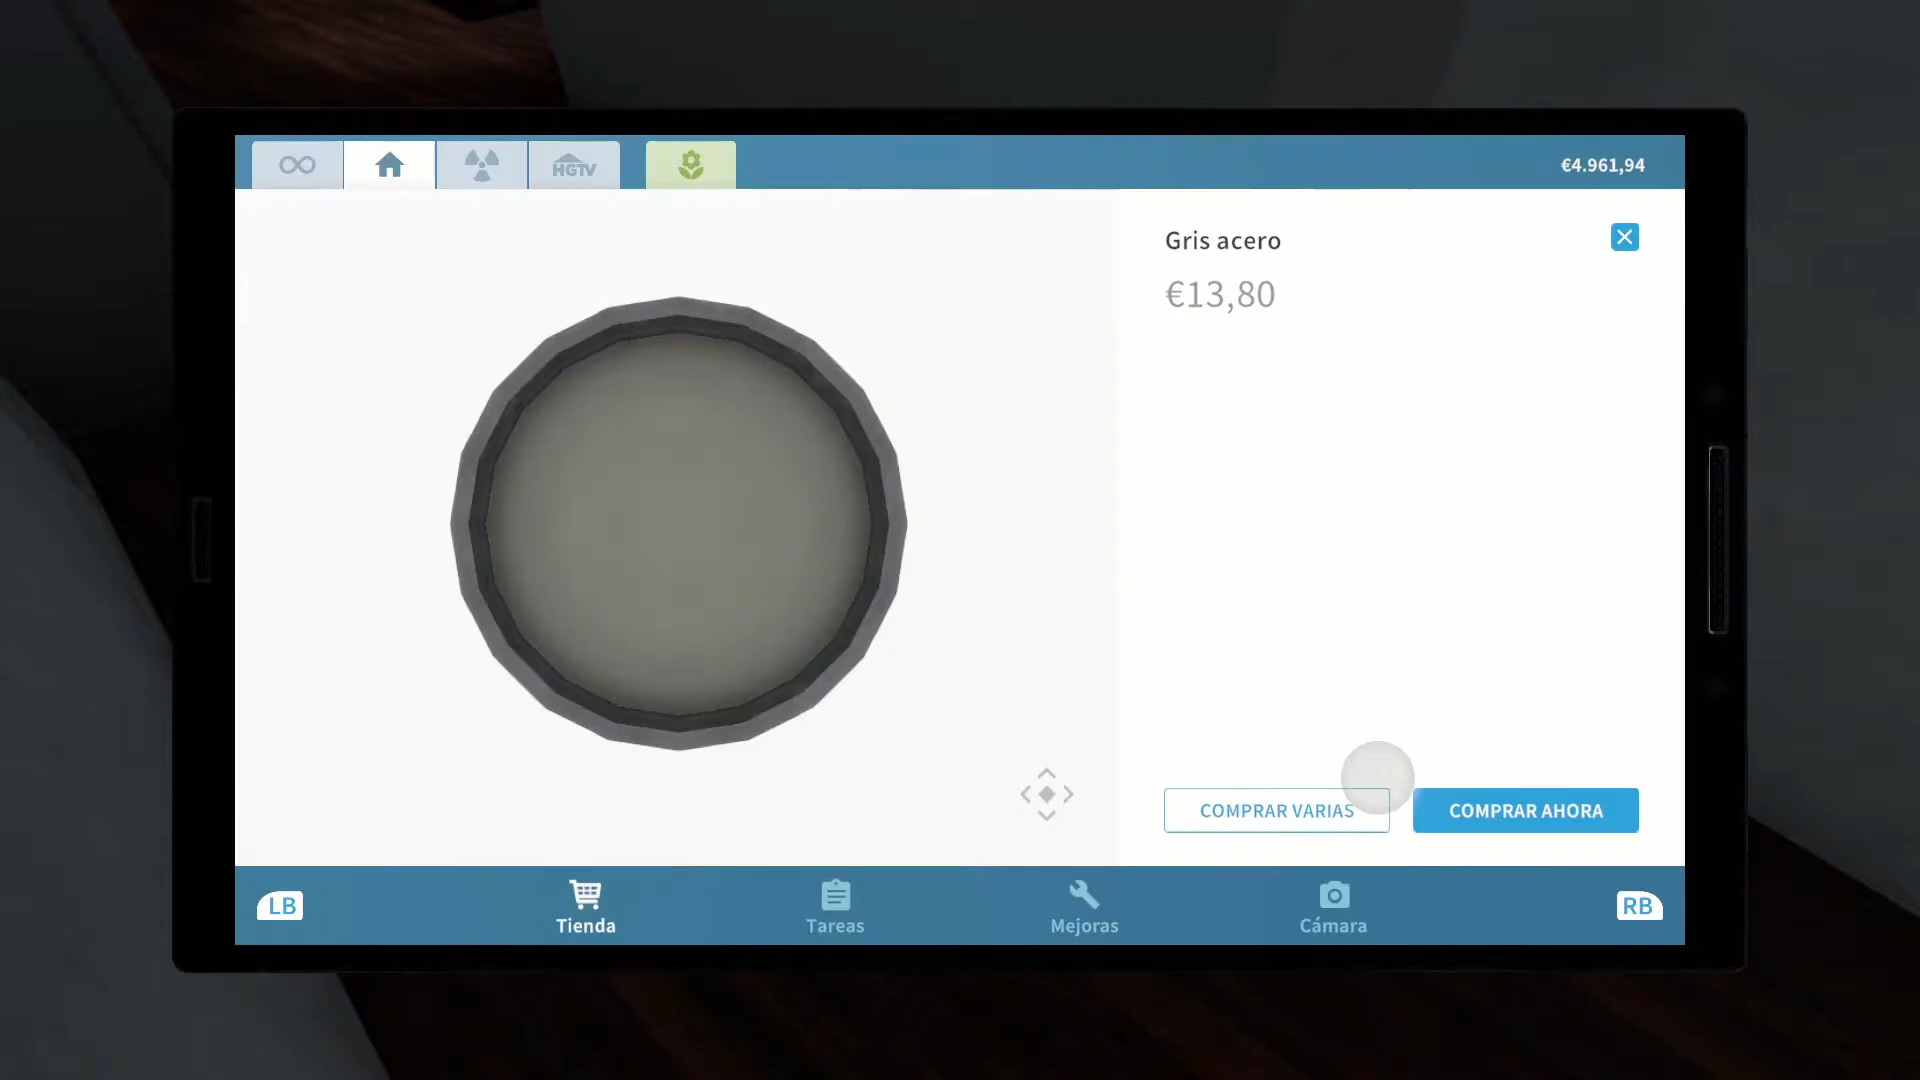 HGTV
€4.961,94
Gris acero
€13,80
COMPRAR VARIAS
COMPRAR AHORA
LB
Tienda
Tareas
Mejoras
Cámara
RB